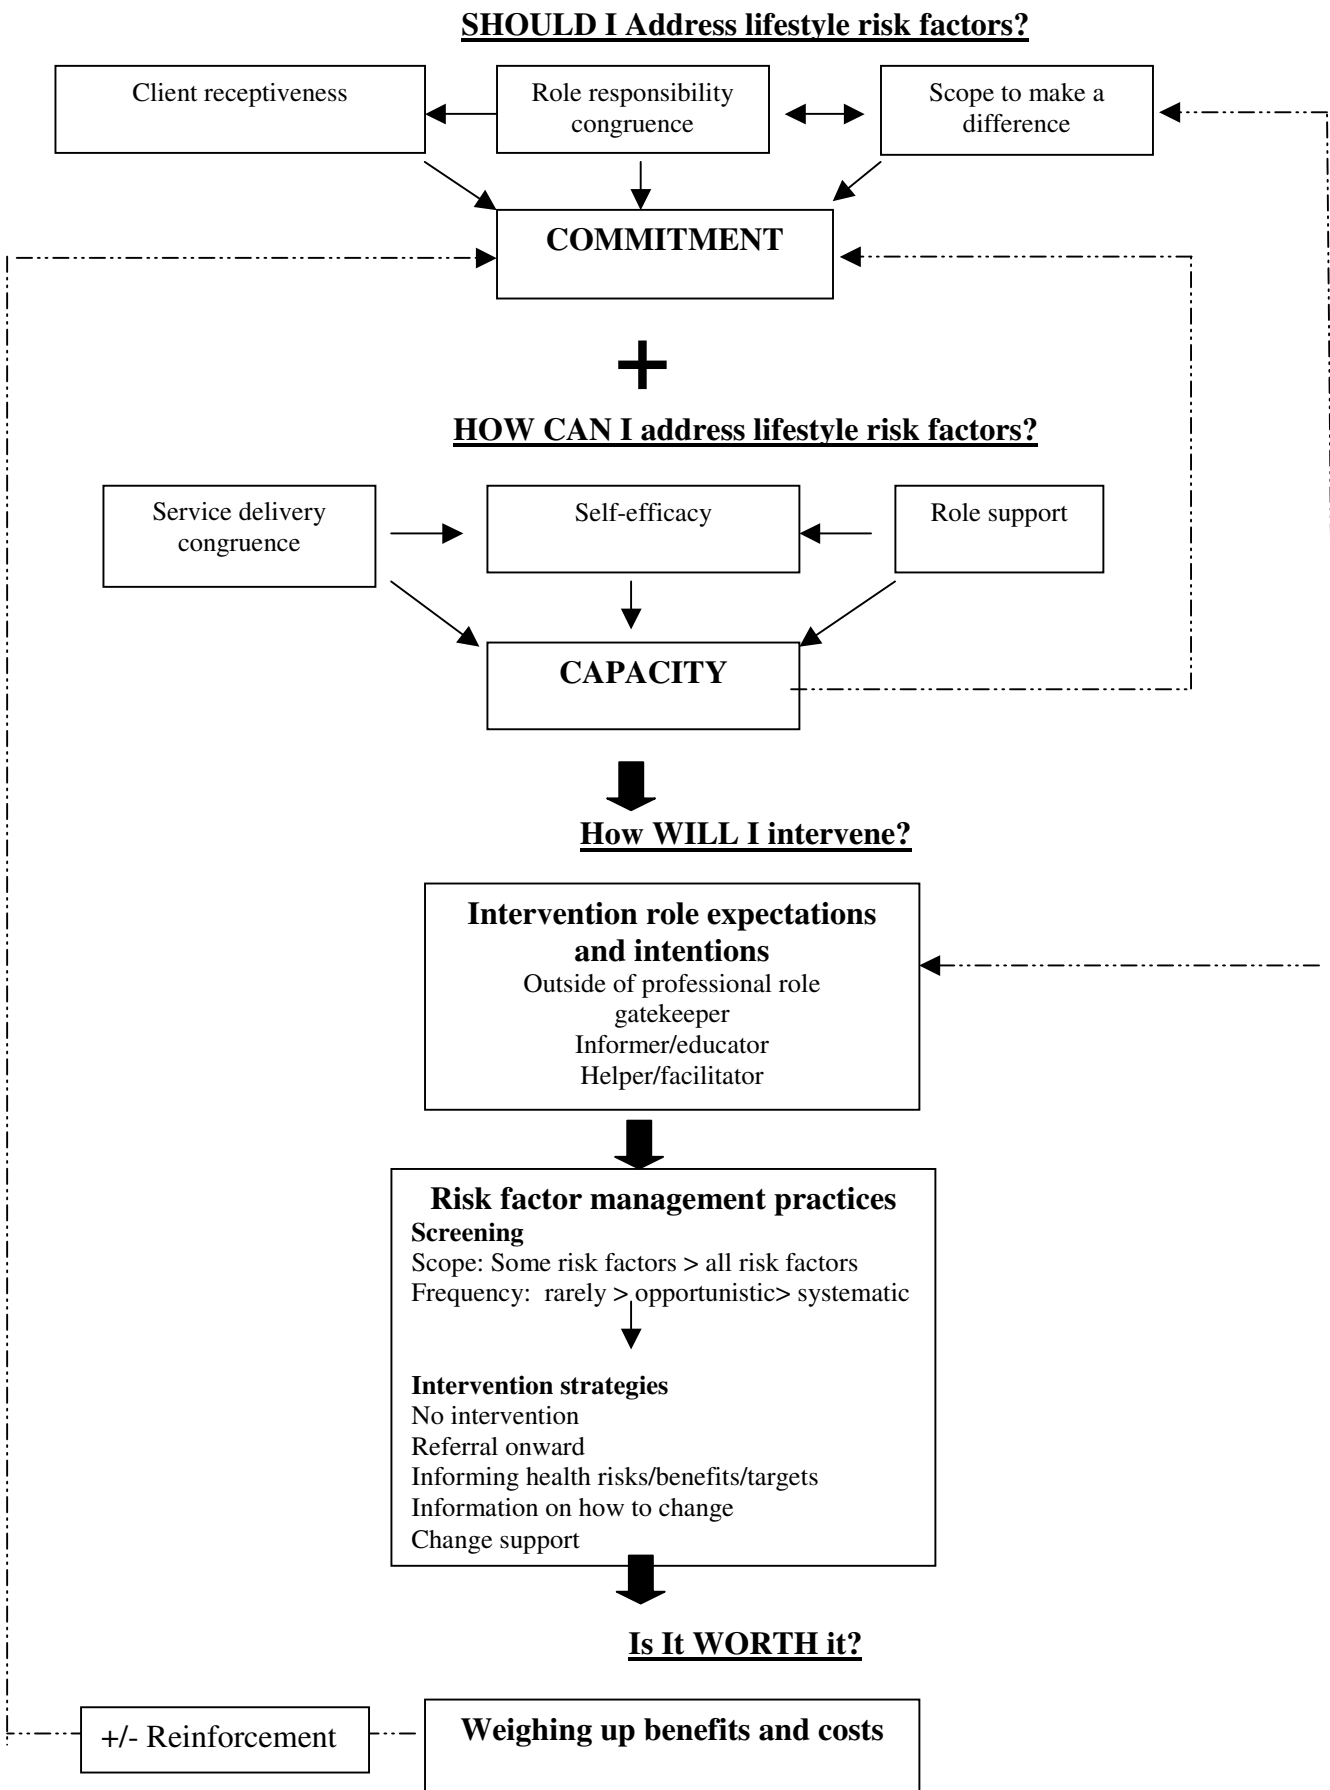 SHOULD I Address lifestyle risk factors?
Client receptiveness
Role responsibility
congruence
Scope to make a
difference
COMMITMENT
+
HOW CAN I address lifestyle risk factors?
Service delivery
congruence
Self-efficacy
Role support
CAPACITY
How WILL I intervene?
Intervention role expectations
and intentions
Outside of professional role
gatekeeper
Informer/educator
Helper/facilitator
Risk factor management practices
Screening
Scope: Some risk factors > all risk factors
Frequency:  rarely > opportunistic> systematic
Intervention strategies
No intervention
Referral onward
Informing health risks/benefits/targets
Information on how to change
Change support
Is It WORTH it?
+/- Reinforcement
Weighing up benefits and costs